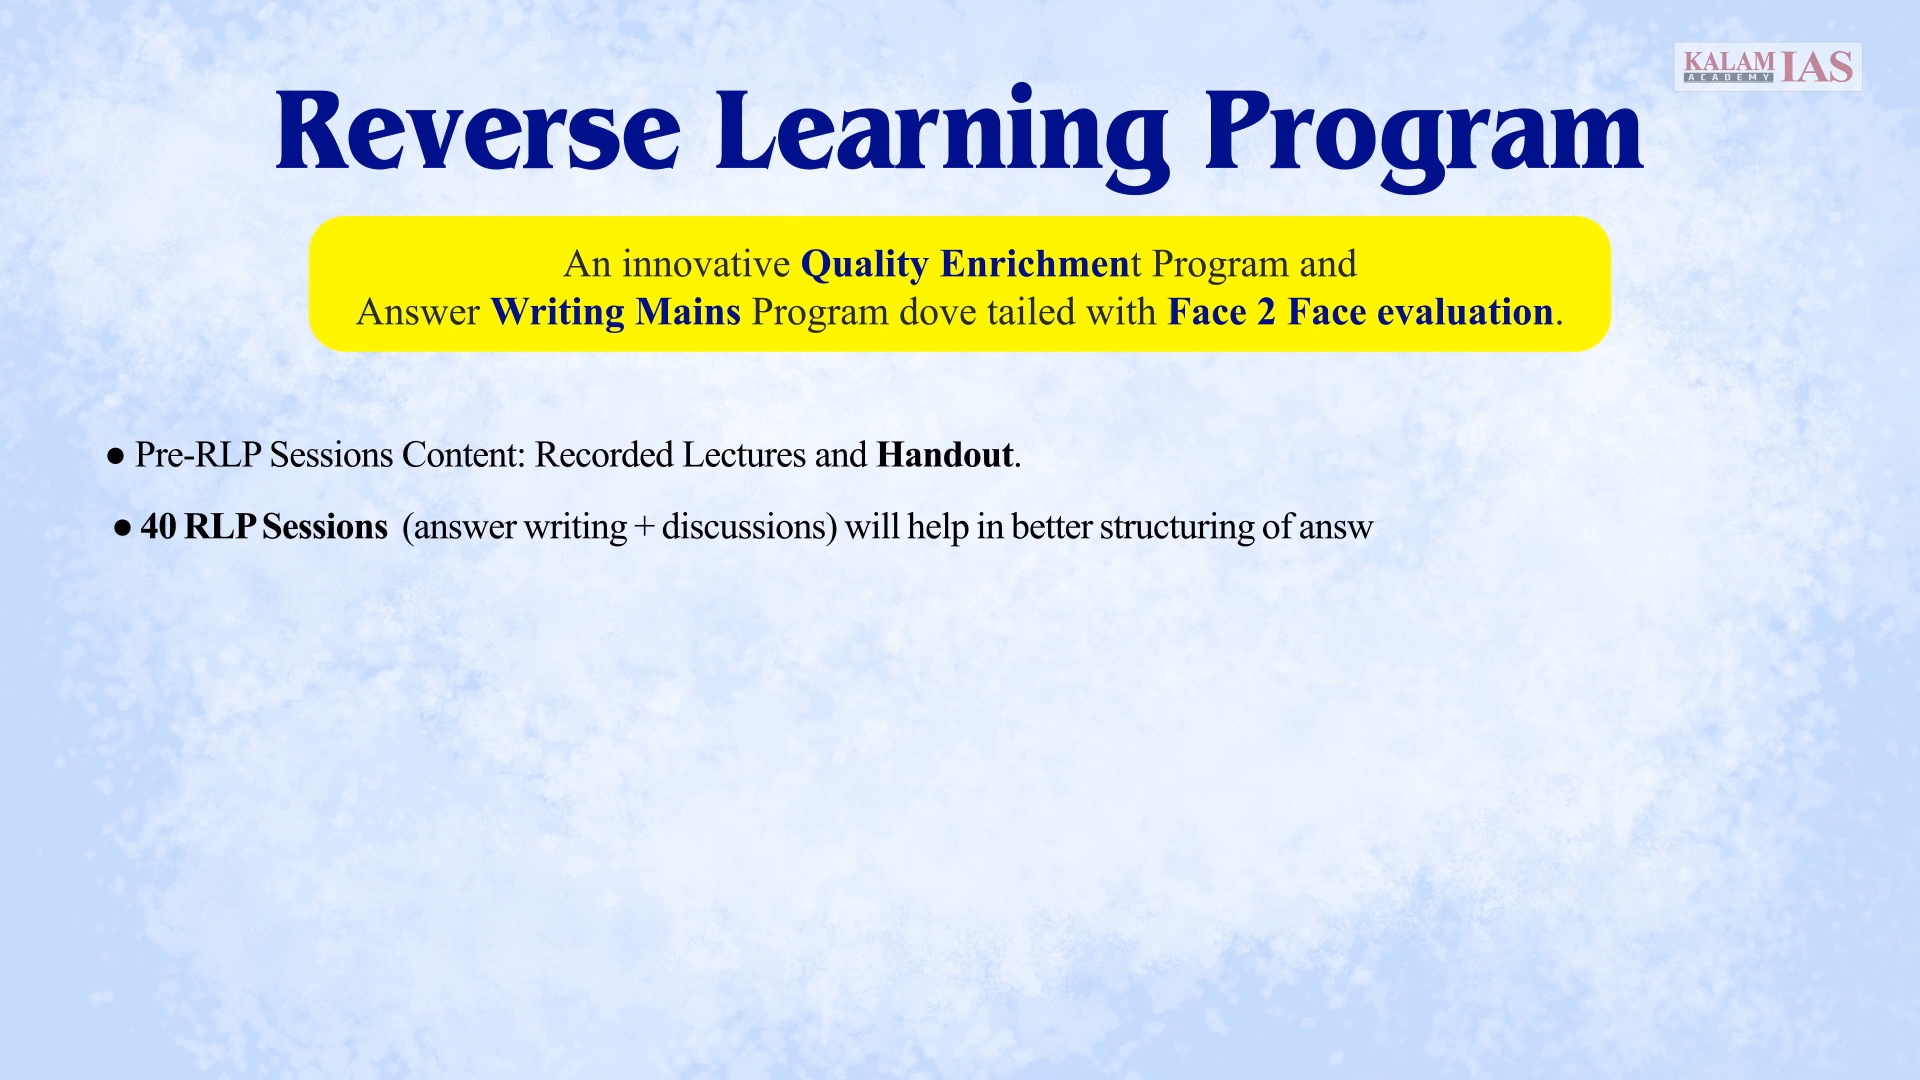 KALAM IAS
ACADEMY
Reverse Learning Program
An innovative Quality Enrichment Program and
Answer Writing Mains Program dove tailed with Face 2 Face evaluation.
● Pre-RLP Sessions Content: Recorded Lectures and Handout.
● 40 RLP Sessions (answer writing + discussions) will help in better structuring of answ